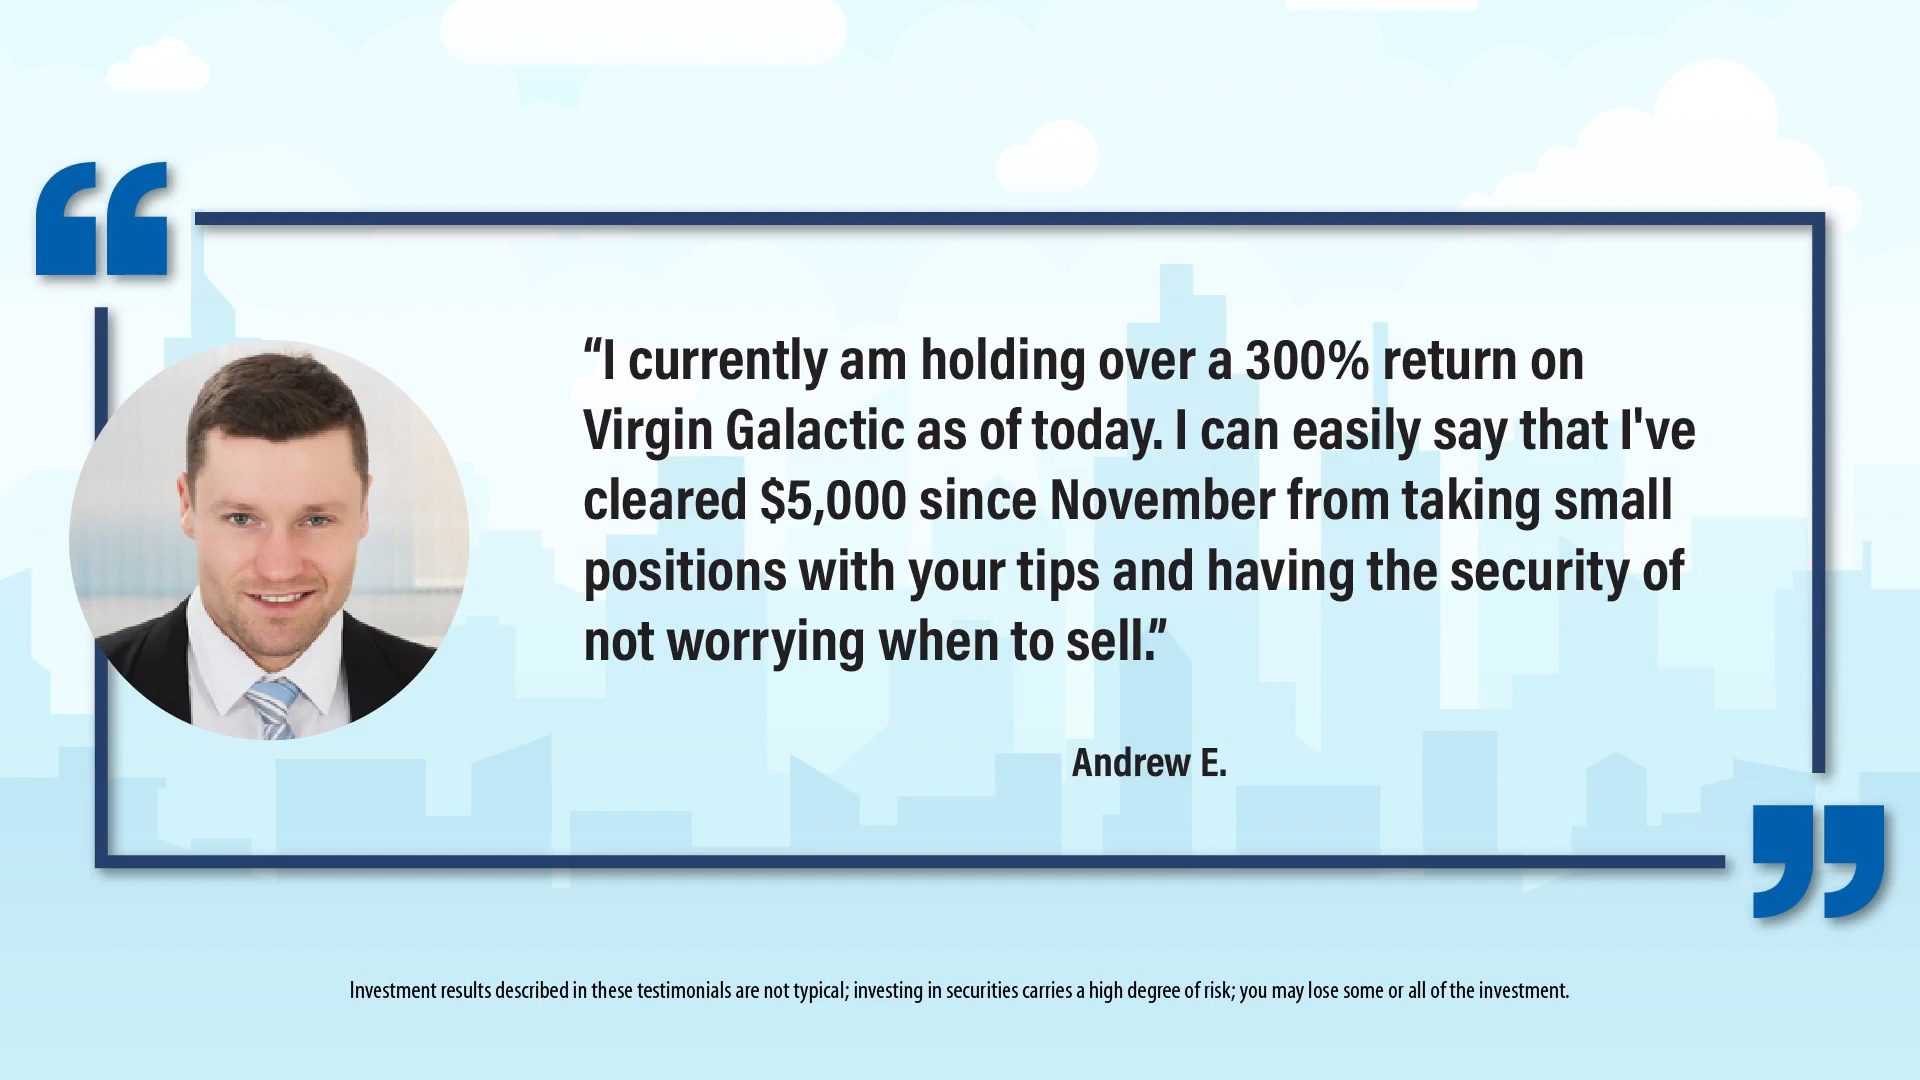 “I currently am holding over a 300% return on
Virgin Galactic as of today. I can easily say that I've
cleared $5,000 since November from taking small
positions with your tips and having the security of
not worrying when to sell.”
Andrew E.
Investment results described in these testimonials are not typical; investing in securities carries a high degree of risk; you may lose some or all of the investment.